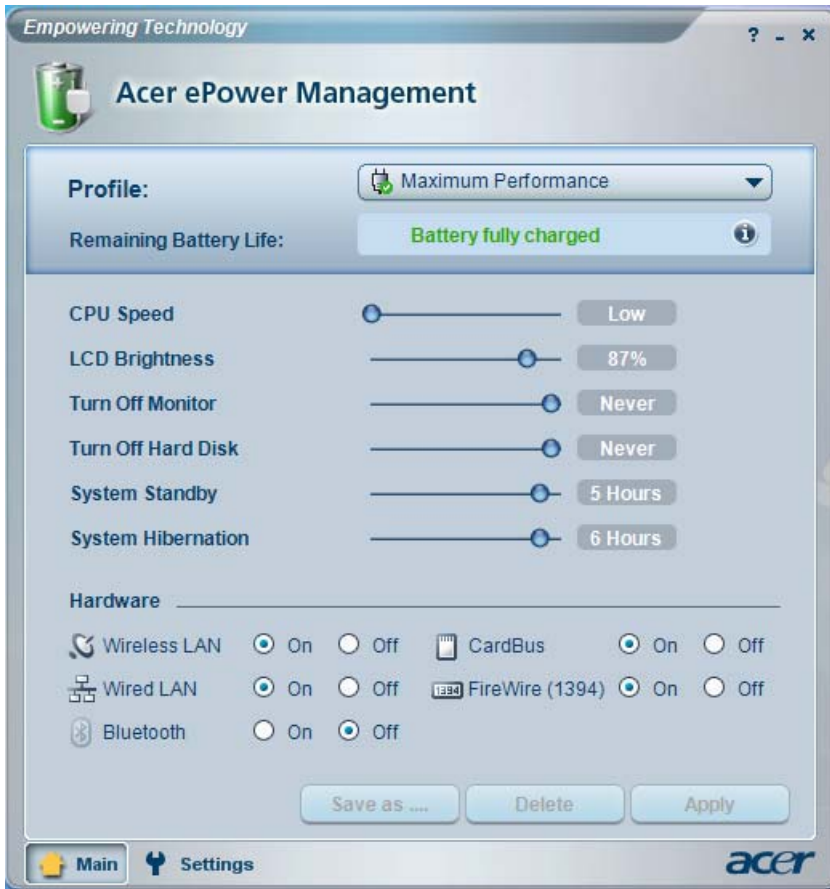 Empowering Technology
? - ×
Acer ePower Management
Profile: Maximum Performance
Remaining Battery Life: Battery fully charged i
CPU Speed Low
LCD Brightness 87%
Turn Off Monitor Never
Turn Off Hard Disk Never
System Standby 5 Hours
System Hibernation 6 Hours
Hardware
Wireless LAN On Off CardBus On Off
Wired LAN On Off 1394 FireWire (1394) On Off
Bluetooth On Off
Save as .... Delete Apply
Main Settings acer